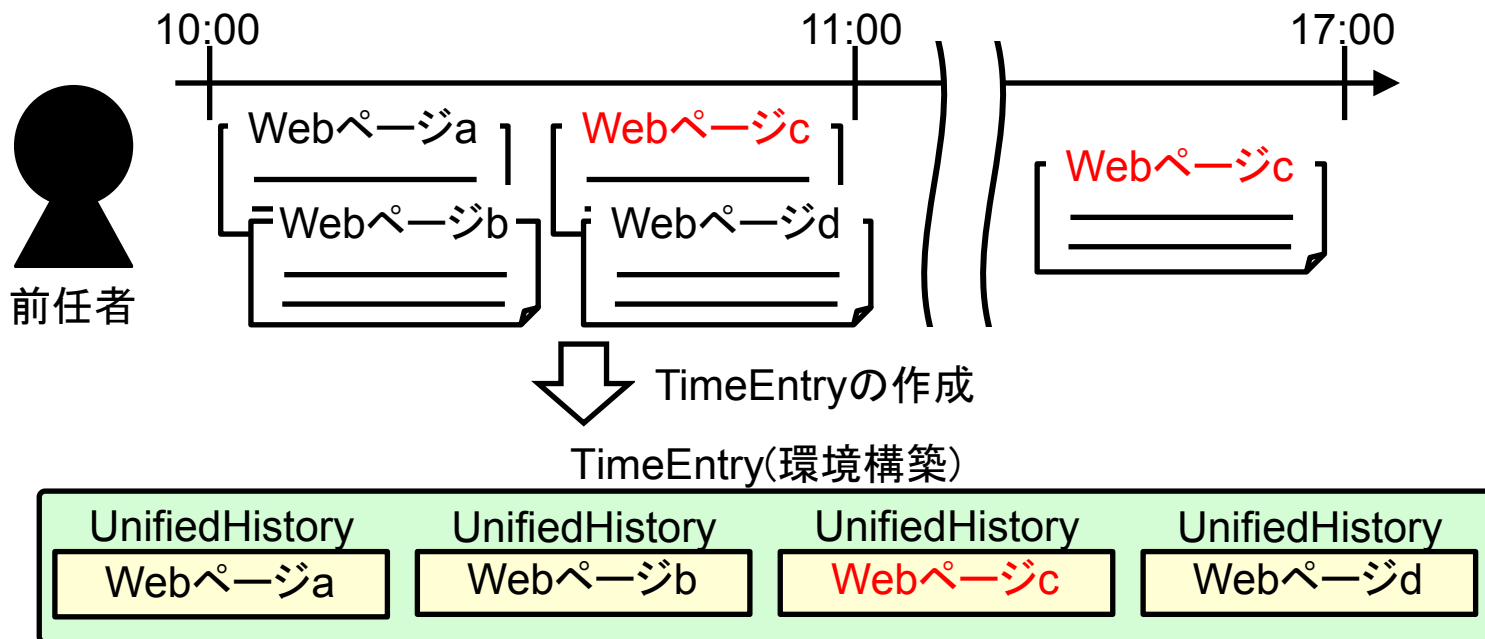 10:00 11:00 17:00
Webページa Webページc
Webページc
Webページb Webページd
前任者
TimeEntryの作成
TimeEntry(環境構築)
UnifiedHistory UnifiedHistory UnifiedHistory UnifiedHistory
Webページa Webページb Webページc Webページd